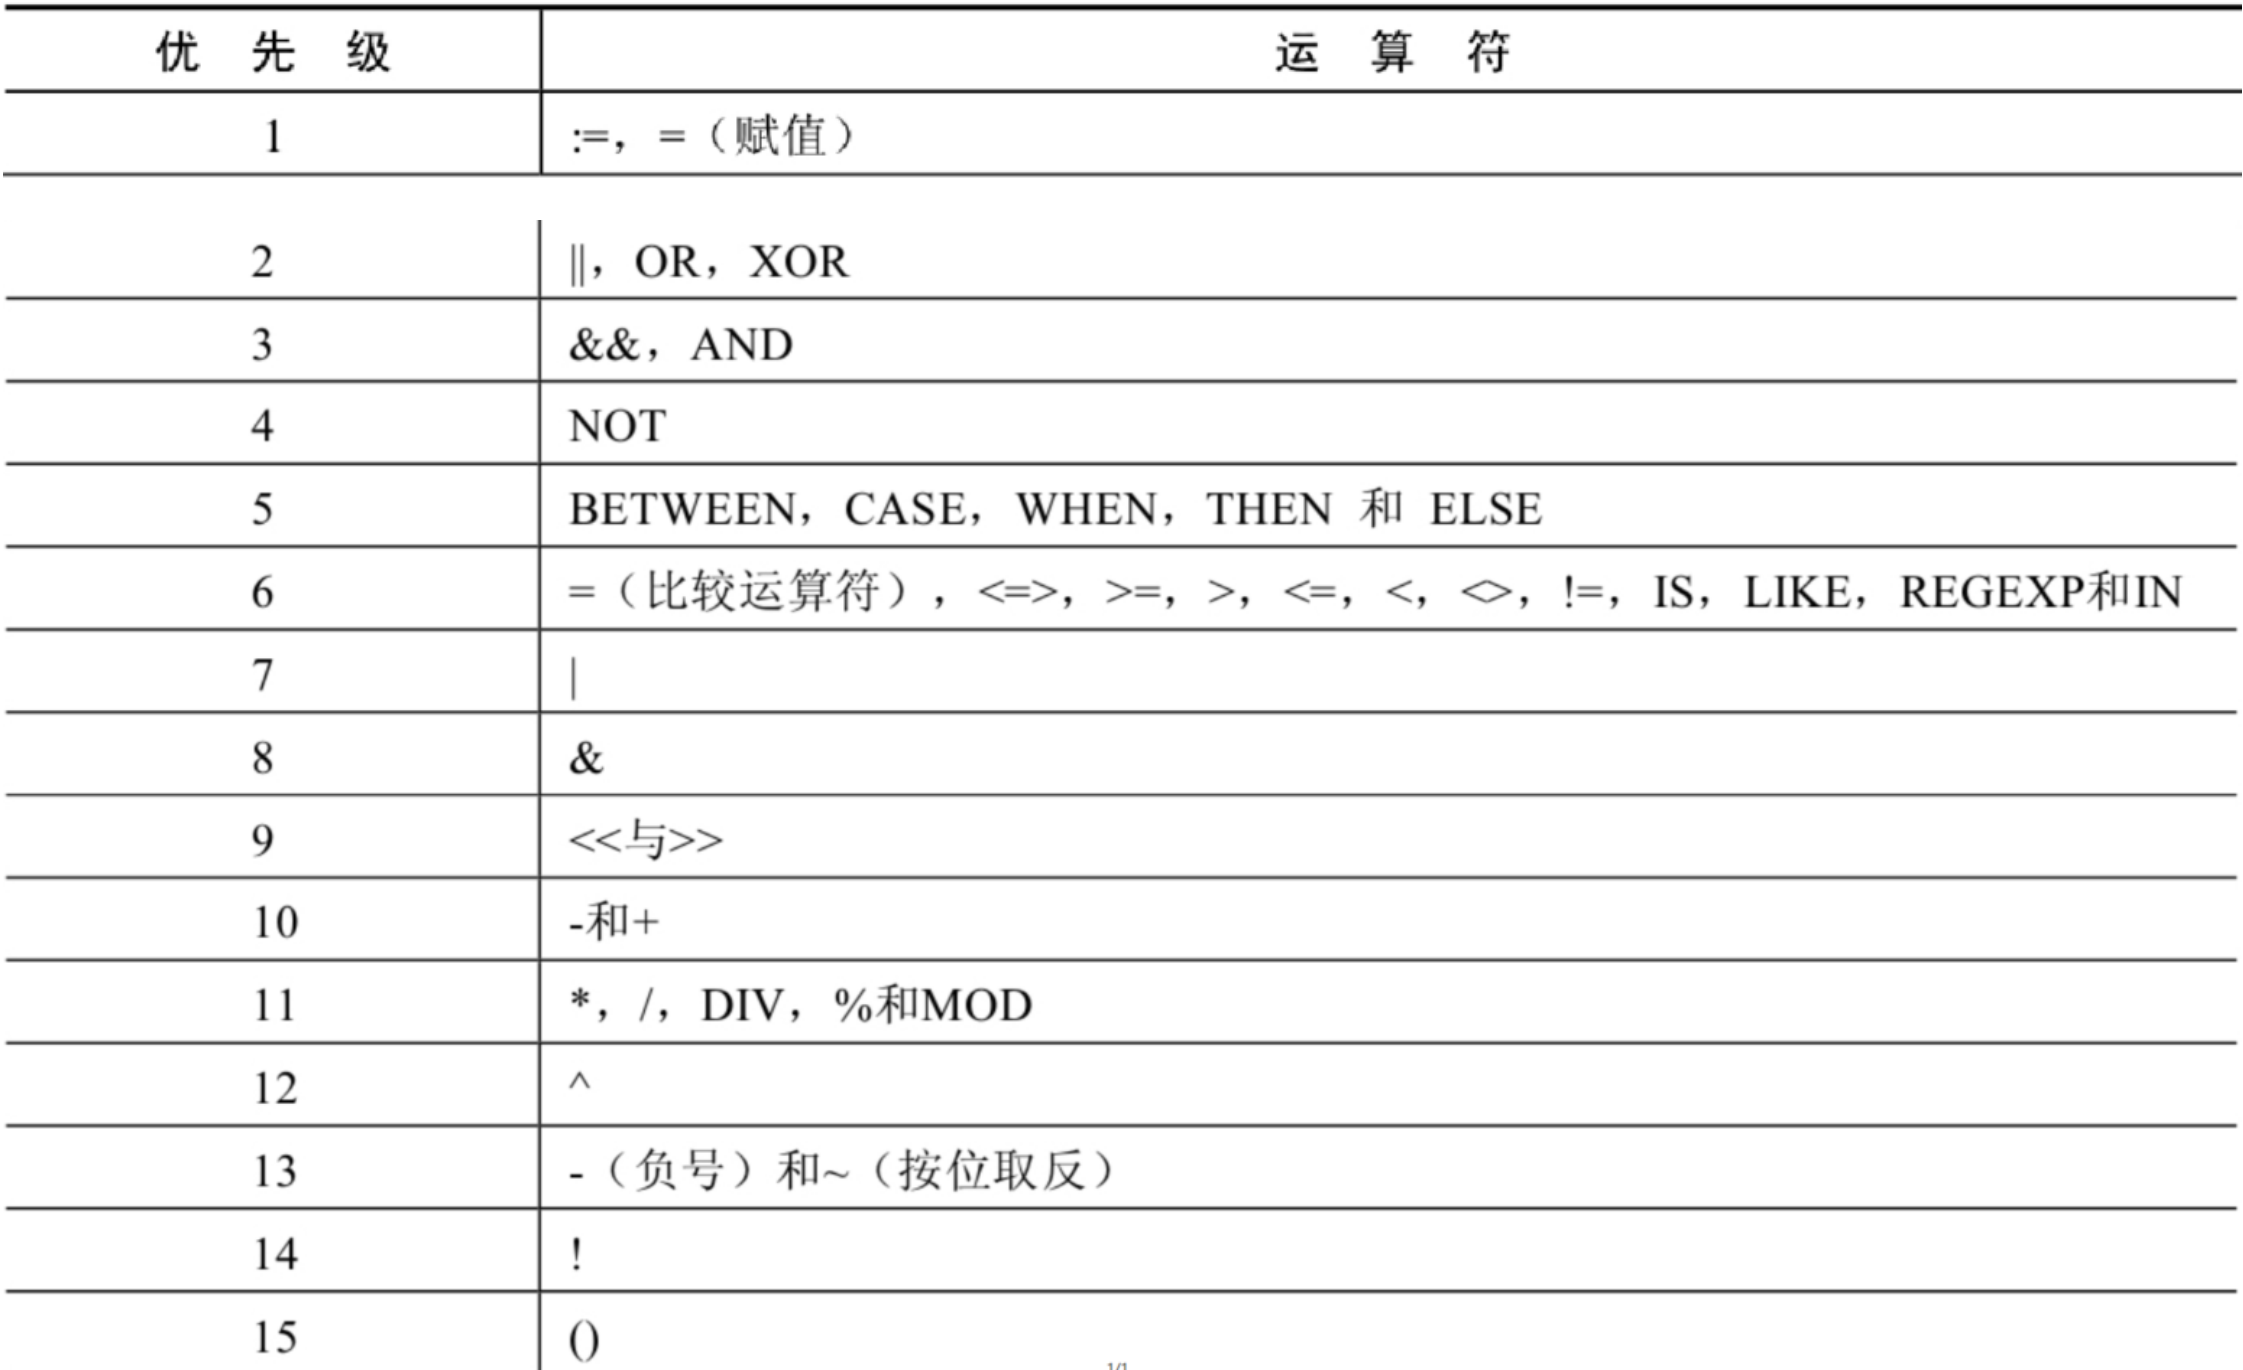 优 先 级 运 算 符
1 :=，=（赋值）
2 ||，OR，XOR
3 &&，AND
4 NOT
5 BETWEEN，CASE，WHEN，THEN 和 ELSE
6 =（比较运算符），<=>，>=，>，<=，<，<>，!=，IS，LIKE，REGEXP和IN
7 |
8 &
9 <<与>>
10 -和+
11 *，/，DIV，%和MOD
12 ^
13 -（负号）和~（按位取反）
14 !
15 ()
1/1